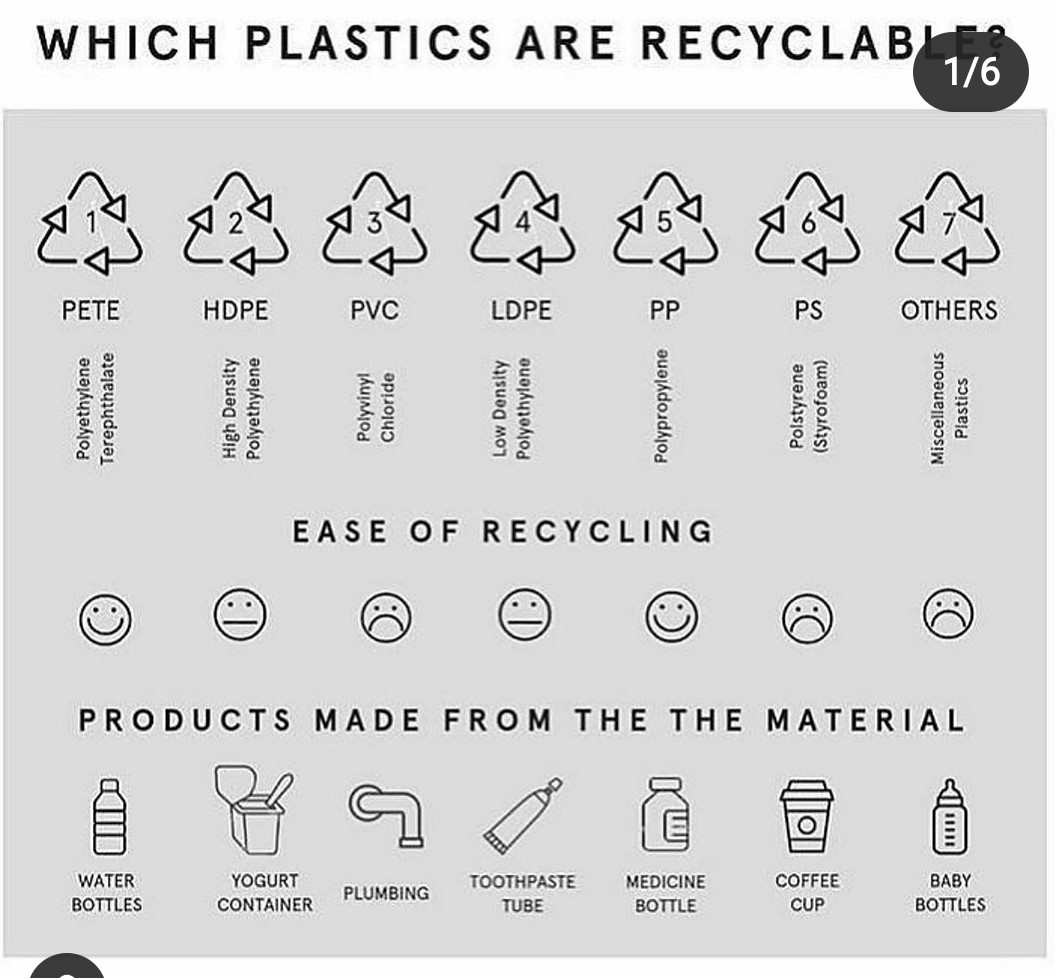 WHICH PLASTICS ARE RECYCLABLE?
1/6
1 2 3 4 5 6 7
PETE HDPE PVC LDPE PP PS OTHERS
Polyethylene
Terephthalate
High Density
Polyethylene
Polyvinyl
Chloride
Low Density
Polyethylene
Polypropylene
Polstyrene
(Styrofoam)
Miscellaneous
Plastics
EASE OF RECYCLING
PRODUCTS MADE FROM THE THE MATERIAL
WATER
BOTTLES
YOGURT
CONTAINER
PLUMBING
TOOTHPASTE
TUBE
MEDICINE
BOTTLE
COFFEE
CUP
BABY
BOTTLES